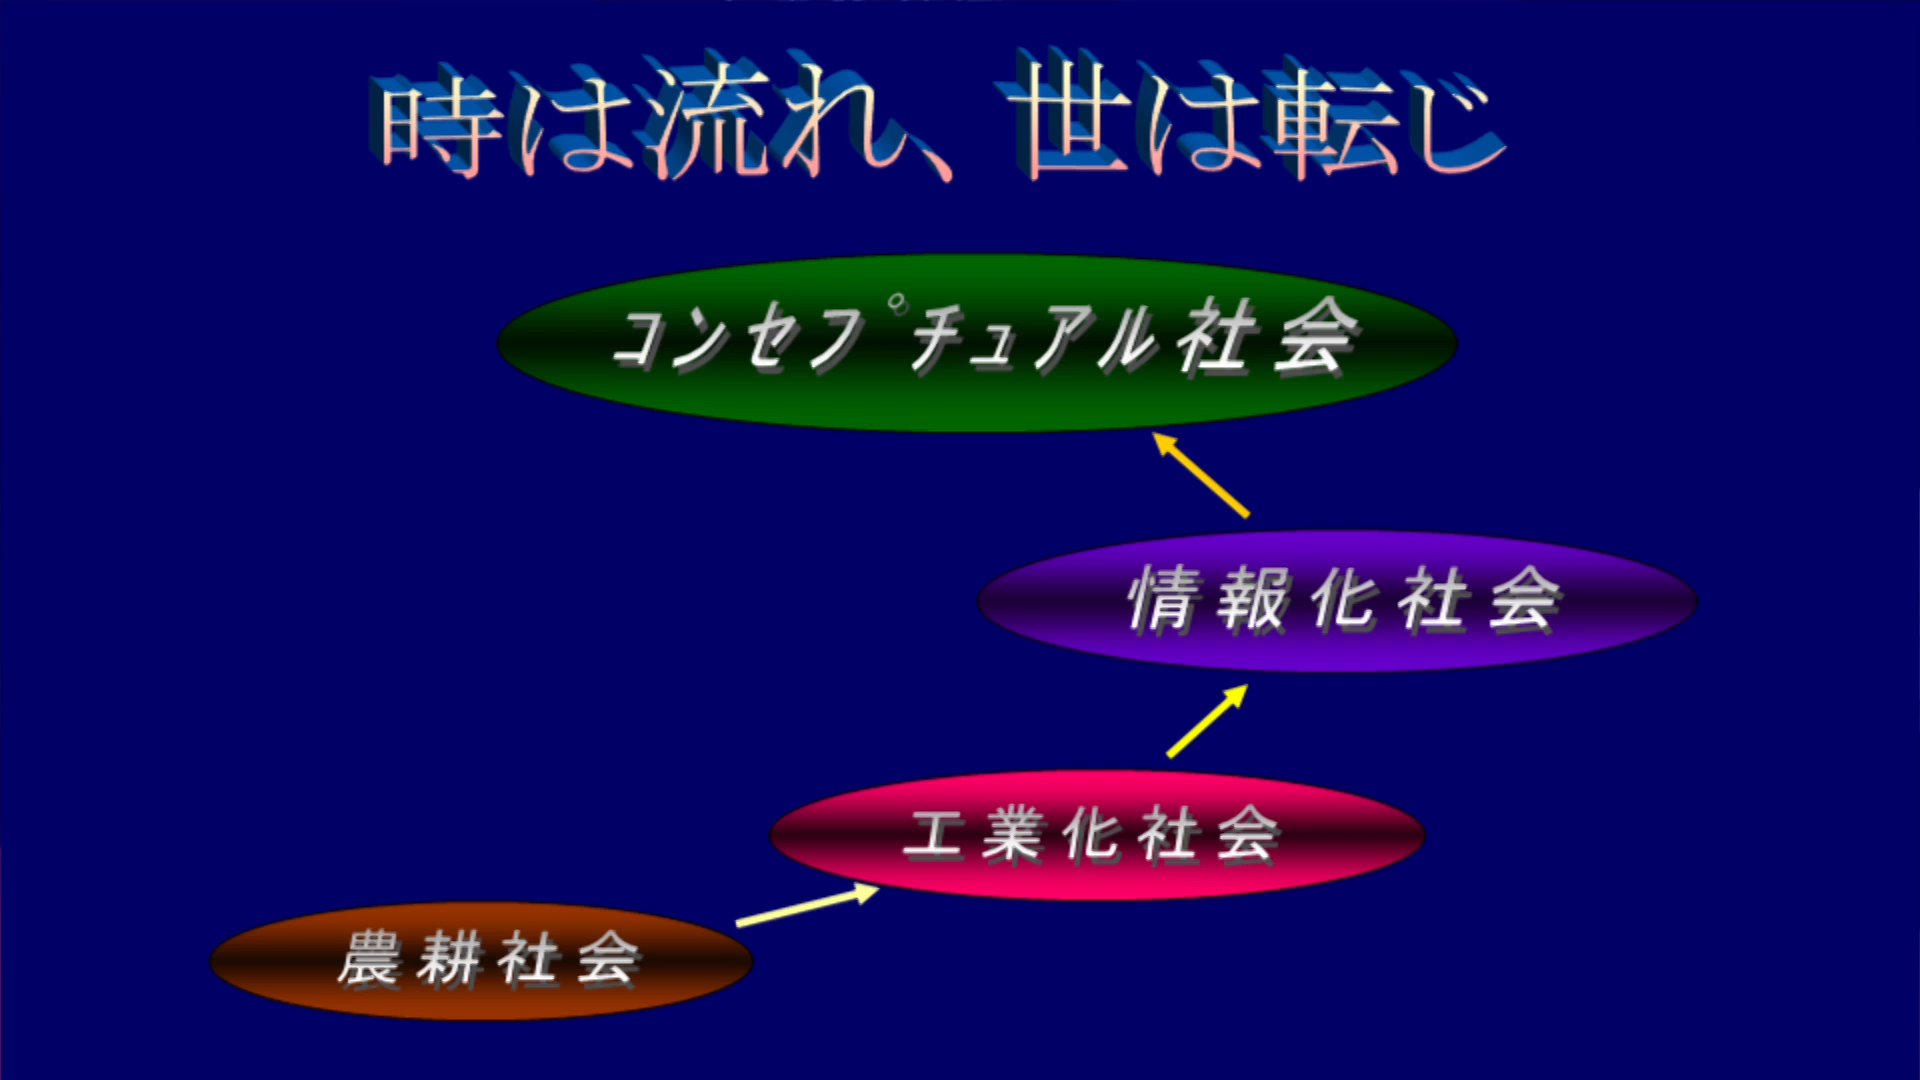 時は流れ、世は転じ
ｺﾝｾﾌﾟﾁｭｱﾙ社会
情報化社会
工業化社会
農耕社会